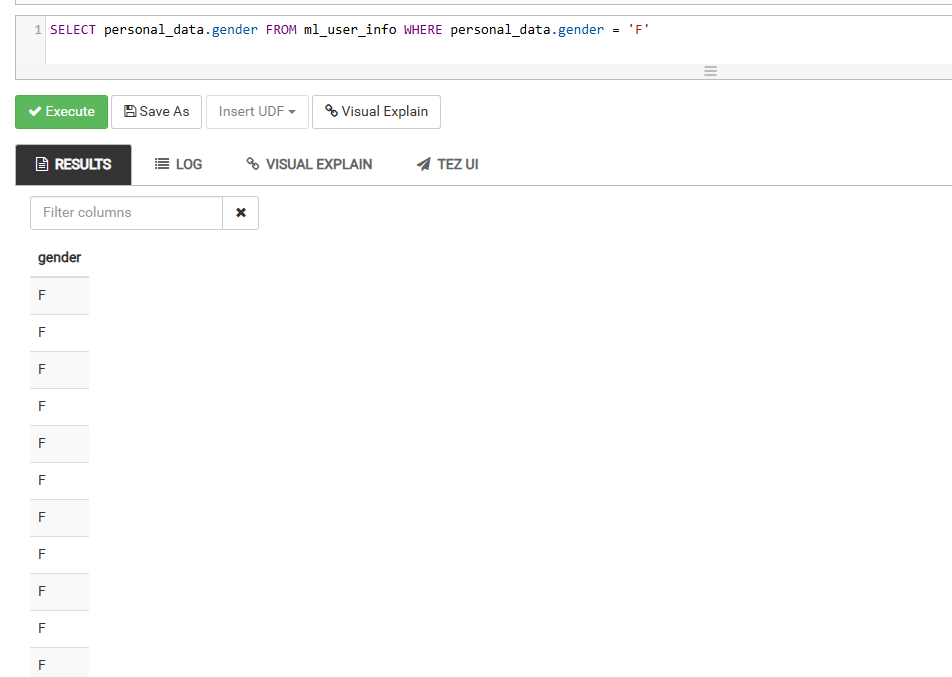 1 SELECT personal_data.gender FROM ml_user_info WHERE personal_data.gender = 'F'
Execute Save As Insert UDF Visual Explain
RESULTS LOG VISUAL EXPLAIN TEZ UI
Filter columns
gender
F
F
F
F
F
F
F
F
F
F
F